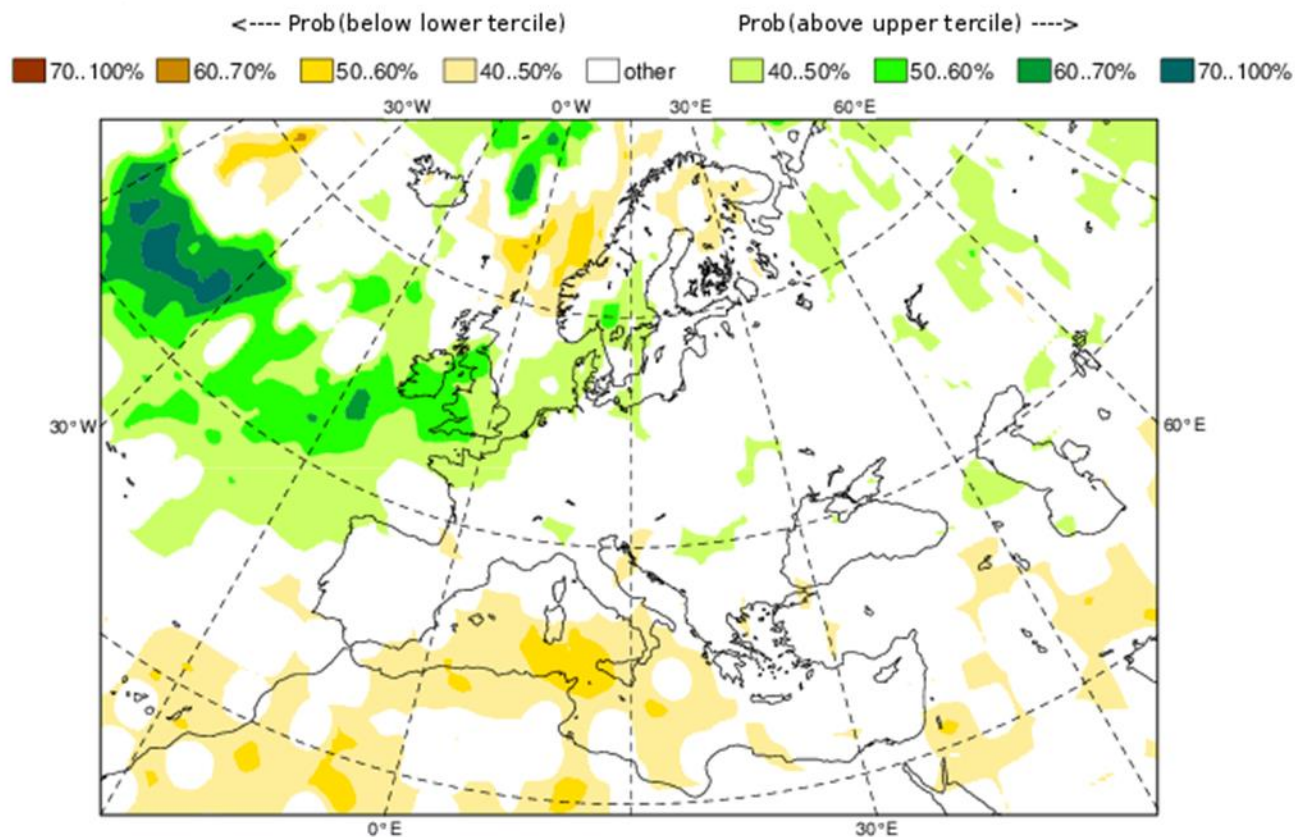 <---- Prob(below lower tercile) Prob(above upper tercile) ---->
70..100% 60..70% 50..60% 40..50% other 40..50% 50..60% 60..70% 70..100%
30°W 0°W 30°E 60°E
30°W 60°E
0°E 30°E